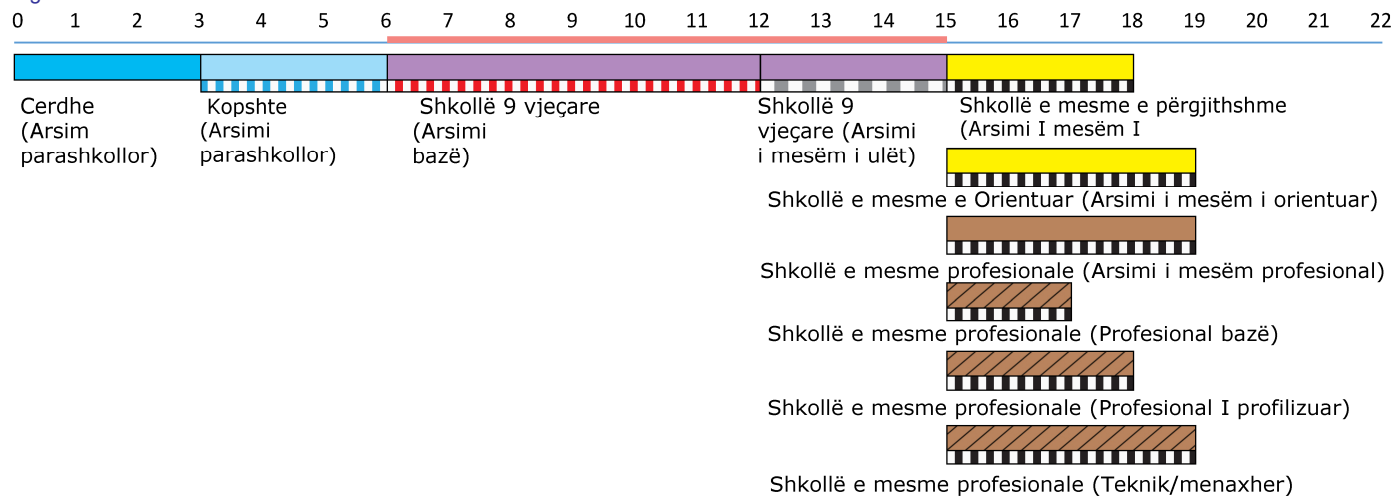 0 1 2 3 4 5 6 7 8 9 10 11 12 13 14 15 16 17 18 19 20 21 22
Cerdhe
(Arsim
parashkollor)
Kopshte
(Arsimi
parashkollor)
Shkollë 9 vjeçare
(Arsimi
bazë)
Shkollë 9
vjeçare (Arsimi
i mesëm i ulët)
Shkollë e mesme e përgjithshme
(Arsimi I mesëm I
Shkollë e mesme e Orientuar (Arsimi i mesëm i orientuar)
Shkollë e mesme profesionale (Arsimi i mesëm profesional)
Shkollë e mesme profesionale (Profesional bazë)
Shkollë e mesme profesionale (Profesional I profilizuar)
Shkollë e mesme profesionale (Teknik/menaxher)